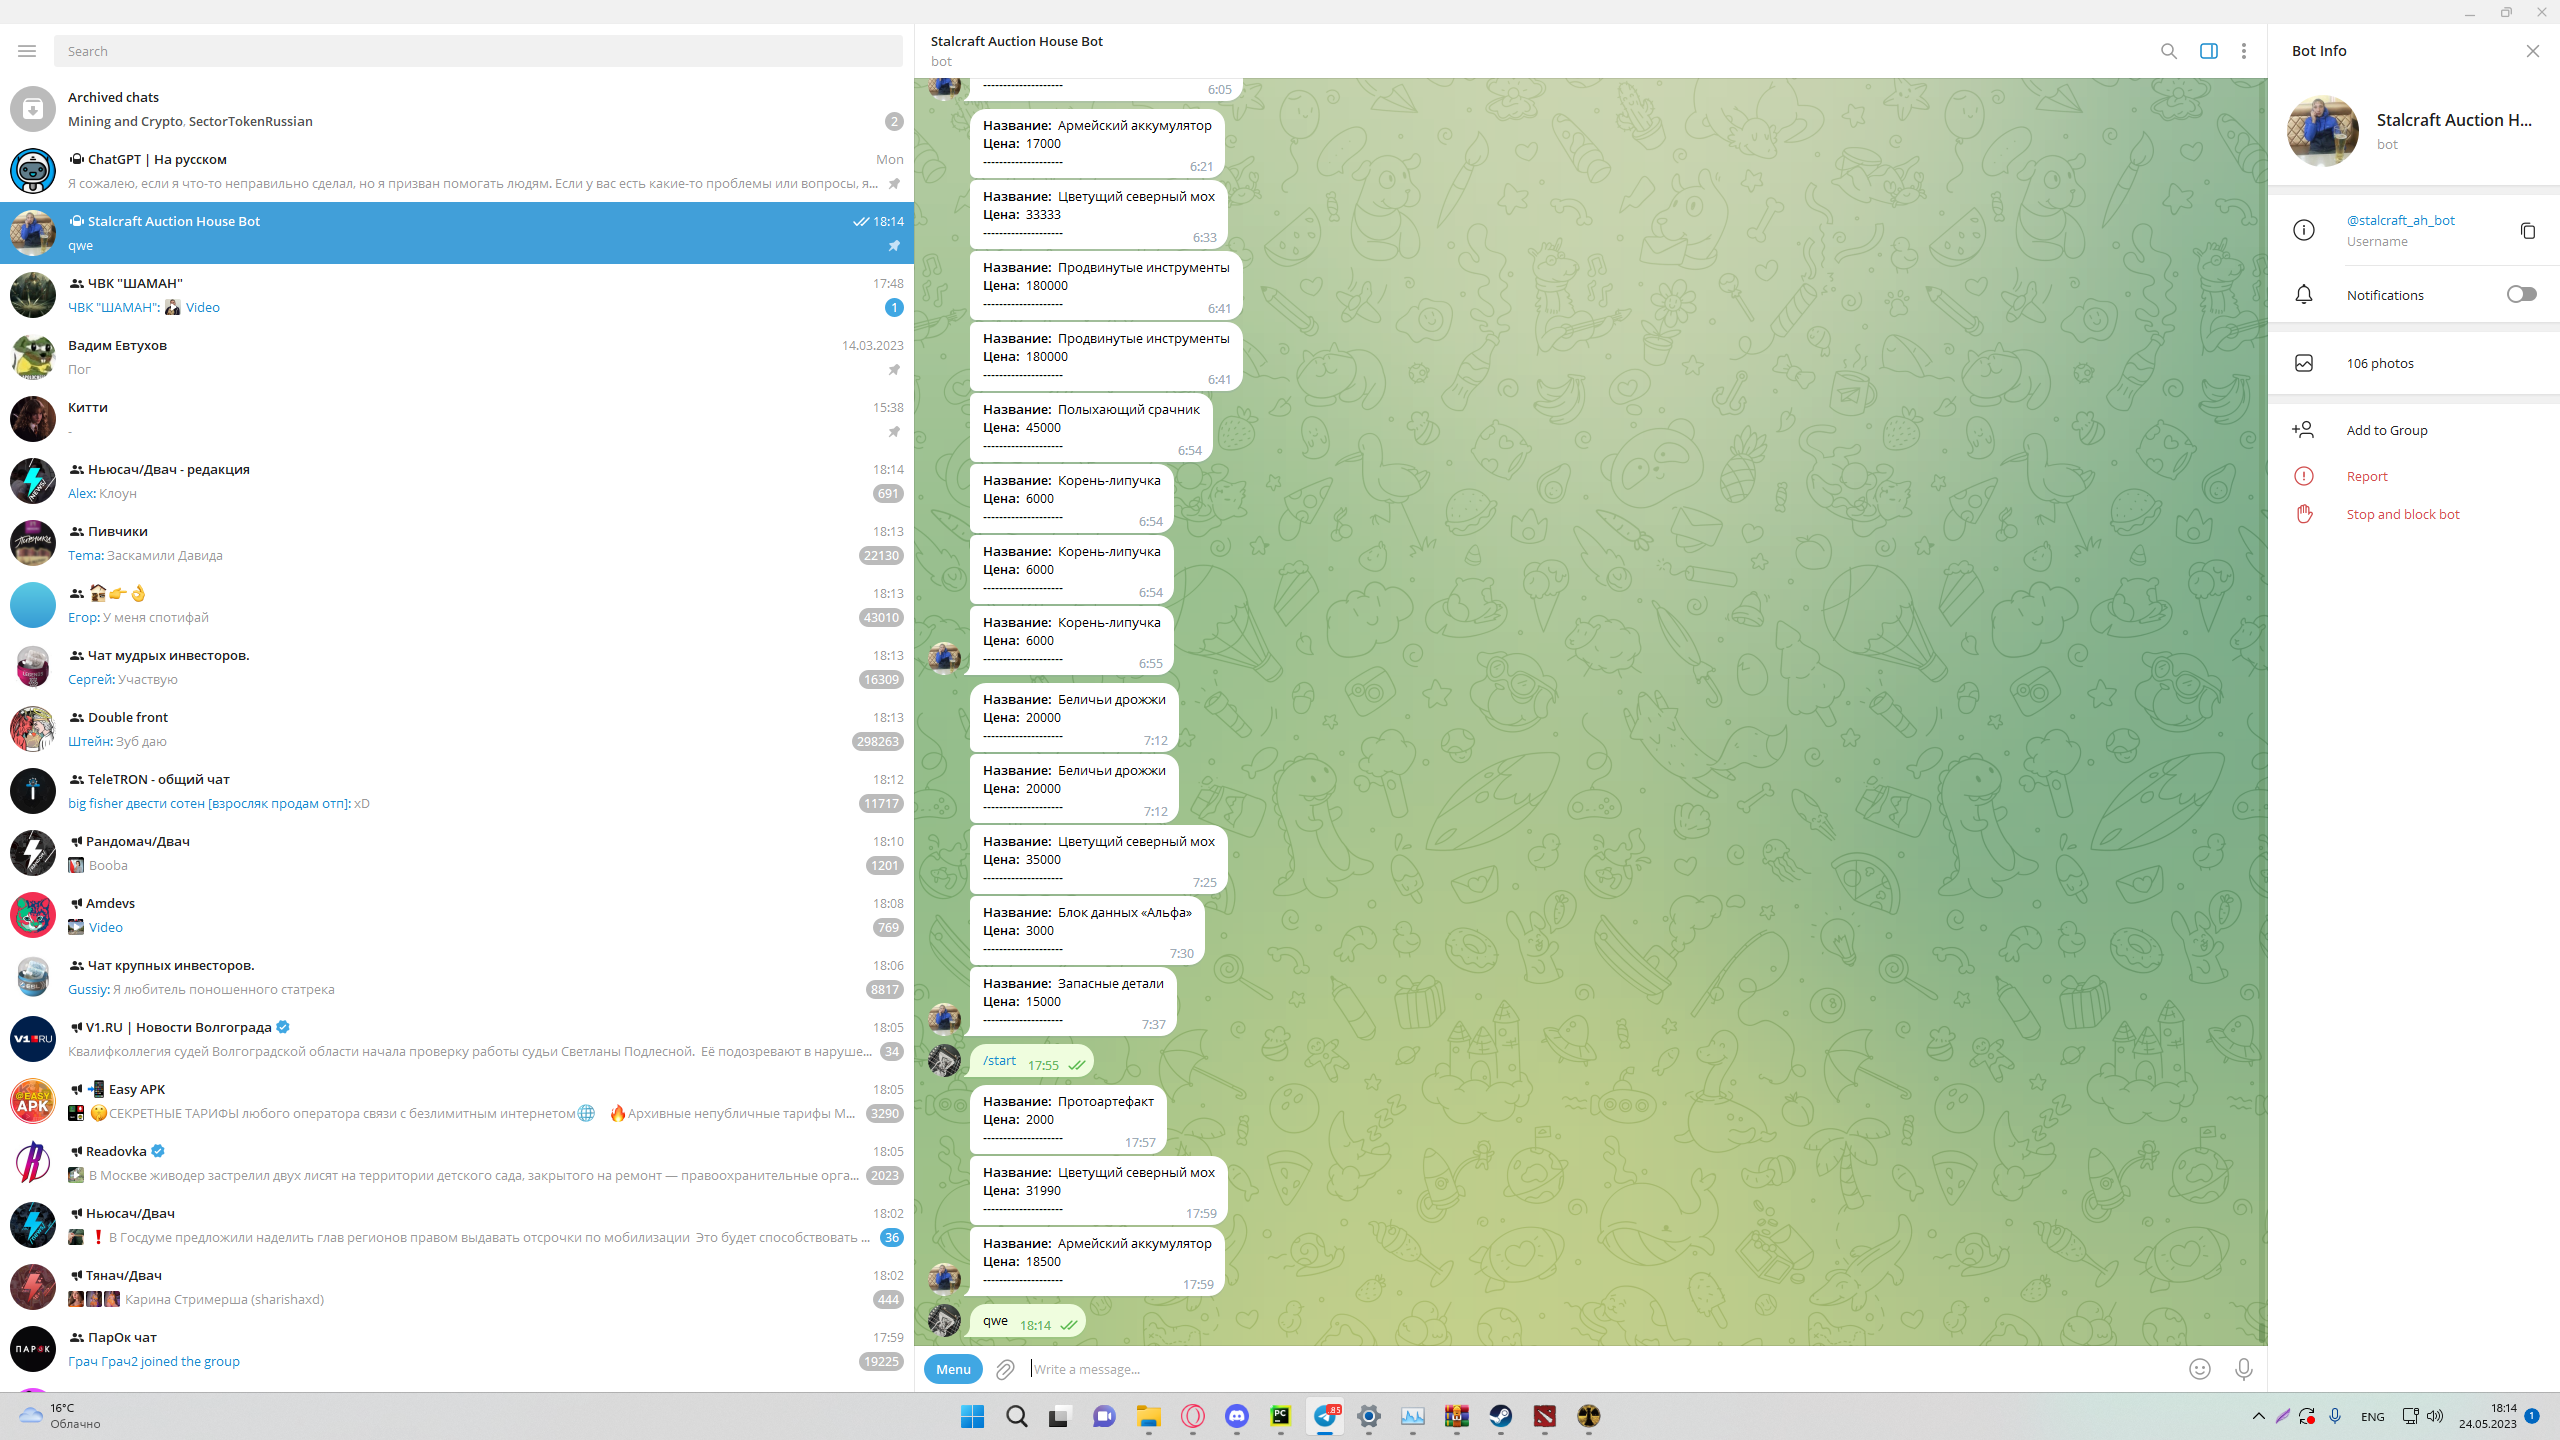 Search
Archived chats
Mining and Crypto, SectorTokenRussian
2
ChatGPT | На русском
Mon
Я сожалею, если я что-то неправильно сделал, но я призван помогать людям. Если у вас есть какие-то проблемы или вопросы, я...
Stalcraft Auction House Bot
18:14
qwe
ЧВК "ШАМАН"
17:48
ЧВК "ШАМАН": Video
1
Вадим Евтухов
14.03.2023
Пог
Китти
15:38
-
Ньюсач/Двач - редакция
18:14
Alex: Клоун
691
Пивчики
18:13
Tema: Заскамили Давида
22130
🏚👉👌
18:13
Егор: У меня спотифай
43010
Чат мудрых инвесторов.
18:13
Сергей: Участвую
16309
Double front
18:13
Штейн: Зуб даю
298263
TeleTRON - общий чат
18:12
big fisher двести сотен [взросляк продам отп]: xD
11717
Рандомач/Двач
18:10
Booba
1201
Amdevs
18:08
Video
769
Чат крупных инвесторов.
18:06
Gussiy: Я любитель поношенного статрека
8817
V1.RU | Новости Волгограда
18:05
Квалифколлегия судей Волгоградской области начала проверку работы судьи Светланы Подлесной. Её подозревают в наруше...
34
📲 Easy APK
18:05
🤫СЕКРЕТНЫЕ ТАРИФЫ любого оператора связи с безлимитным интернетом🌐 🔥Архивные непубличные тарифы М...
3290
Readovka
18:05
В Москве живодер застрелил двух лисят на территории детского сада, закрытого на ремонт — правоохранительные орга...
2023
Ньюсач/Двач
18:02
❗ В Госдуме предложили наделить глав регионов правом выдавать отсрочки по мобилизации Это будет способствовать ...
36
Тянач/Двач
18:02
Карина Стримерша (sharishaxd)
444
ПарОк чат
17:59
Грач Грач2 joined the group
19225
Stalcraft Auction House Bot
bot
--------------------
6:05
Название: Армейский аккумулятор
Цена: 17000
--------------------
6:21
Название: Цветущий северный мох
Цена: 33333
--------------------
6:33
Название: Продвинутые инструменты
Цена: 180000
--------------------
6:41
Название: Продвинутые инструменты
Цена: 180000
--------------------
6:41
Название: Полыхающий срачник
Цена: 45000
--------------------
6:54
Название: Корень-липучка
Цена: 6000
--------------------
6:54
Название: Корень-липучка
Цена: 6000
--------------------
6:54
Название: Корень-липучка
Цена: 6000
--------------------
6:55
Название: Беличьи дрожжи
Цена: 20000
--------------------
7:12
Название: Беличьи дрожжи
Цена: 20000
--------------------
7:12
Название: Цветущий северный мох
Цена: 35000
--------------------
7:25
Название: Блок данных «Альфа»
Цена: 3000
--------------------
7:30
Название: Запасные детали
Цена: 15000
--------------------
7:37
/start
17:55
Название: Протоартефакт
Цена: 2000
--------------------
17:57
Название: Цветущий северный мох
Цена: 31990
--------------------
17:59
Название: Армейский аккумулятор
Цена: 18500
--------------------
17:59
qwe
18:14
Menu
Write a message...
Bot Info
Stalcraft Auction H...
bot
@stalcraft_ah_bot
Username
Notifications
106 photos
Add to Group
Report
Stop and block bot
16°C
Облачно
ENG
18:14
24.05.2023
1